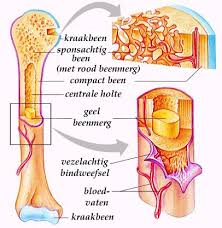 kraakbeen
sponsachtig
been
(met rood beenmerg)
compact been
centrale holte
geel
beenmerg
vezelachtig
bindweefsel
bloed-
vaten
kraakbeen